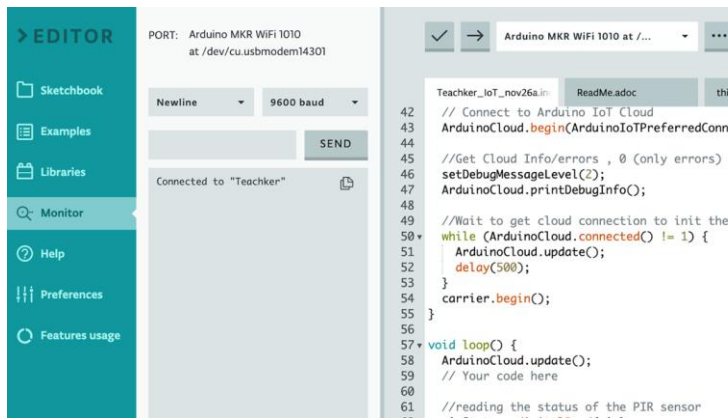 >EDITOR
Sketchbook
Examples
Libraries
Monitor
Help
Preferences
Features usage
PORT: Arduino MKR WiFi 1010
at /dev/cu.usbmodem14301
Newline
9600 baud
SEND
Connected to "Teachker"
Arduino MKR WiFi 1010 at /...
Teachker_IoT_nov26a.in
ReadMe.adoc
thi
42 // Connect to Arduino IoT Cloud
43 ArduinoCloud.begin(ArduinoIoTPreferredConn
44
45 //Get Cloud Info/errors , 0 (only errors)
46 setDebugMessageLevel(2);
47 ArduinoCloud.printDebugInfo();
48
49 //Wait to get cloud connection to init the
50 while (ArduinoCloud.connected() != 1) {
51 ArduinoCloud.update();
52 delay(500);
53 }
54 carrier.begin();
55 }
56
57 void loop() {
58 ArduinoCloud.update();
59 // Your code here
60
61 //reading the status of the PIR sensor